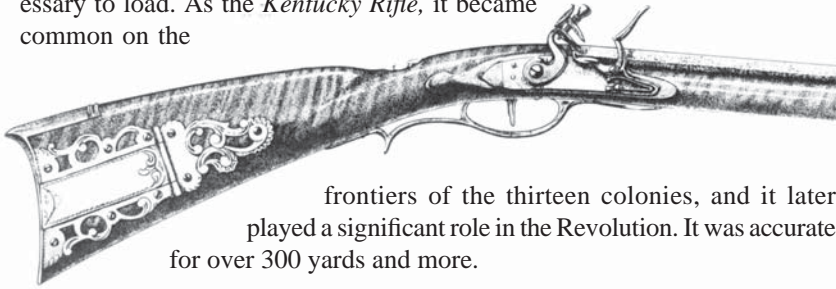 essary to load. As the Kentucky Rifle, it became
common on the
frontiers of the thirteen colonies, and it later
played a significant role in the Revolution. It was accurate
for over 300 yards and more.